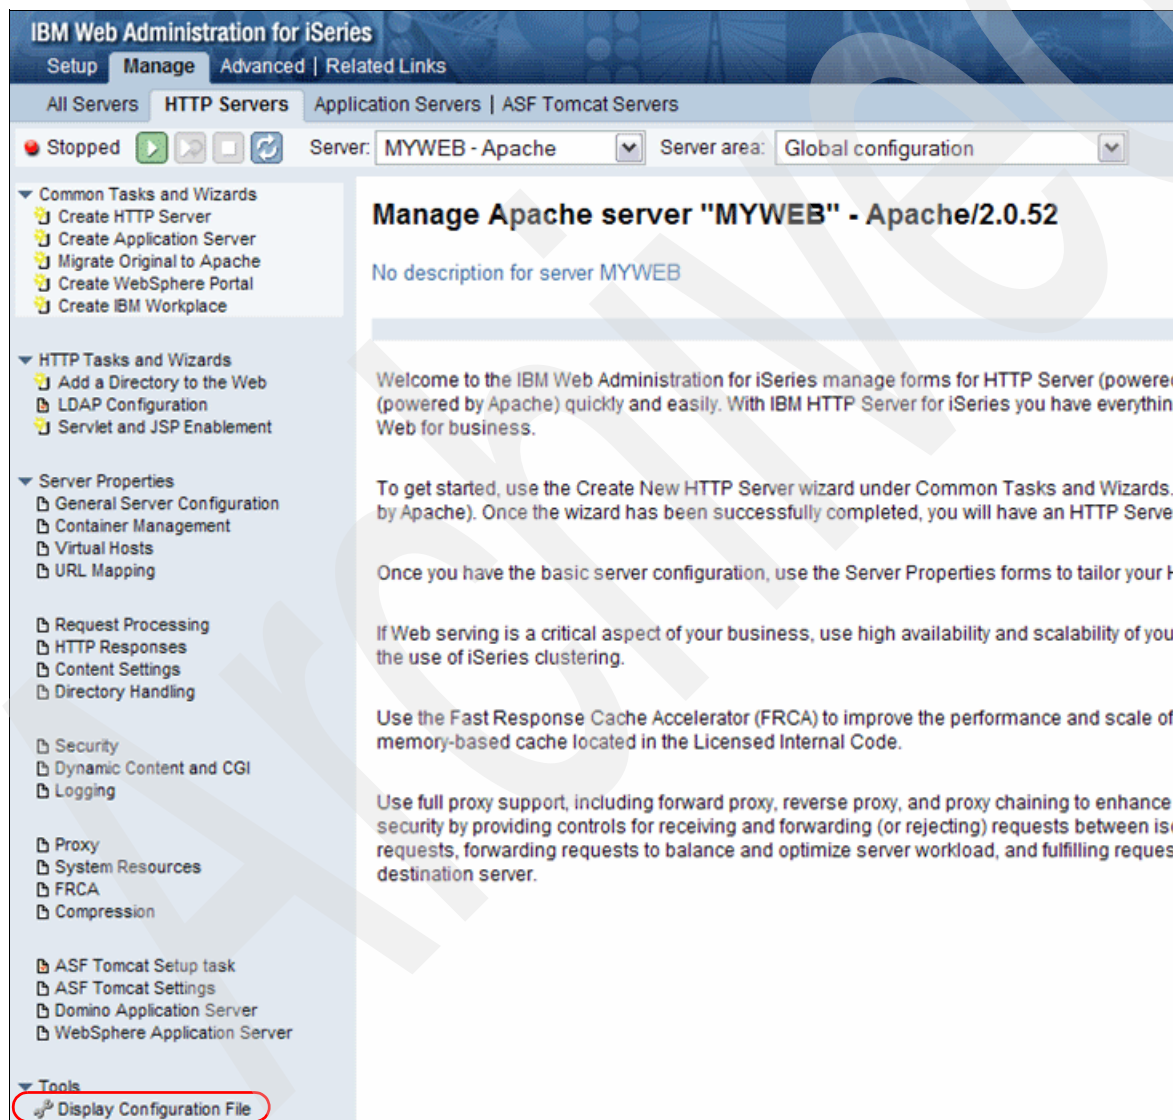 IBM Web Administration for iSeries
Setup Manage Advanced | Related Links
All Servers HTTP Servers Application Servers | ASF Tomcat Servers
Stopped Server: MYWEB - Apache Server area: Global configuration
Common Tasks and Wizards
Create HTTP Server
Create Application Server
Migrate Original to Apache
Create WebSphere Portal
Create IBM Workplace
HTTP Tasks and Wizards
Add a Directory to the Web
LDAP Configuration
Servlet and JSP Enablement
Server Properties
General Server Configuration
Container Management
Virtual Hosts
URL Mapping
Request Processing
HTTP Responses
Content Settings
Directory Handling
Security
Dynamic Content and CGI
Logging
Proxy
System Resources
FRCA
Compression
ASF Tomcat Setup task
ASF Tomcat Settings
Domino Application Server
WebSphere Application Server
Tools
Display Configuration File
Manage Apache server "MYWEB" - Apache/2.0.52
No description for server MYWEB
Welcome to the IBM Web Administration for iSeries manage forms for HTTP Server (powered
(powered by Apache) quickly and easily. With IBM HTTP Server for iSeries you have everythin
Web for business.
To get started, use the Create New HTTP Server wizard under Common Tasks and Wizards.
by Apache). Once the wizard has been successfully completed, you will have an HTTP Serve
Once you have the basic server configuration, use the Server Properties forms to tailor your H
If Web serving is a critical aspect of your business, use high availability and scalability of you
the use of iSeries clustering.
Use the Fast Response Cache Accelerator (FRCA) to improve the performance and scale of
memory-based cache located in the Licensed Internal Code.
Use full proxy support, including forward proxy, reverse proxy, and proxy chaining to enhance
security by providing controls for receiving and forwarding (or rejecting) requests between iso
requests, forwarding requests to balance and optimize server workload, and fulfilling reques
destination server.